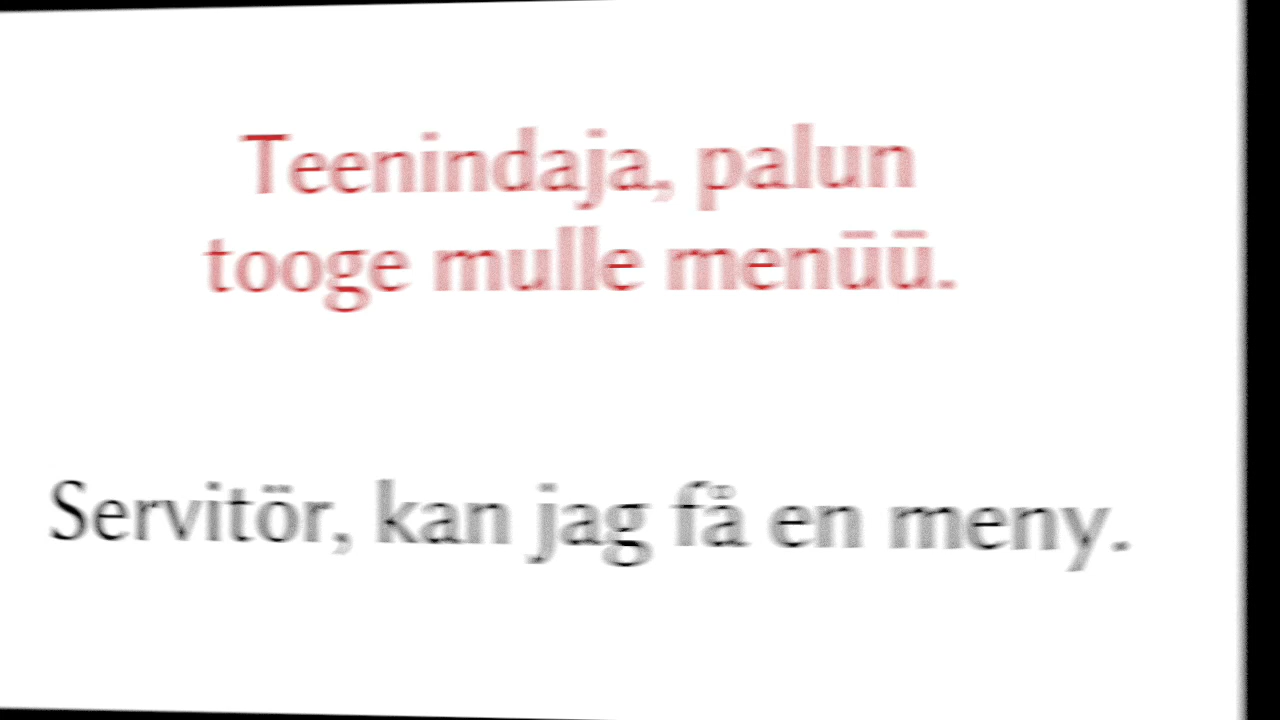 Teenindaja, palun
tooge mulle menüü.
Servitör, kan jag få en meny.